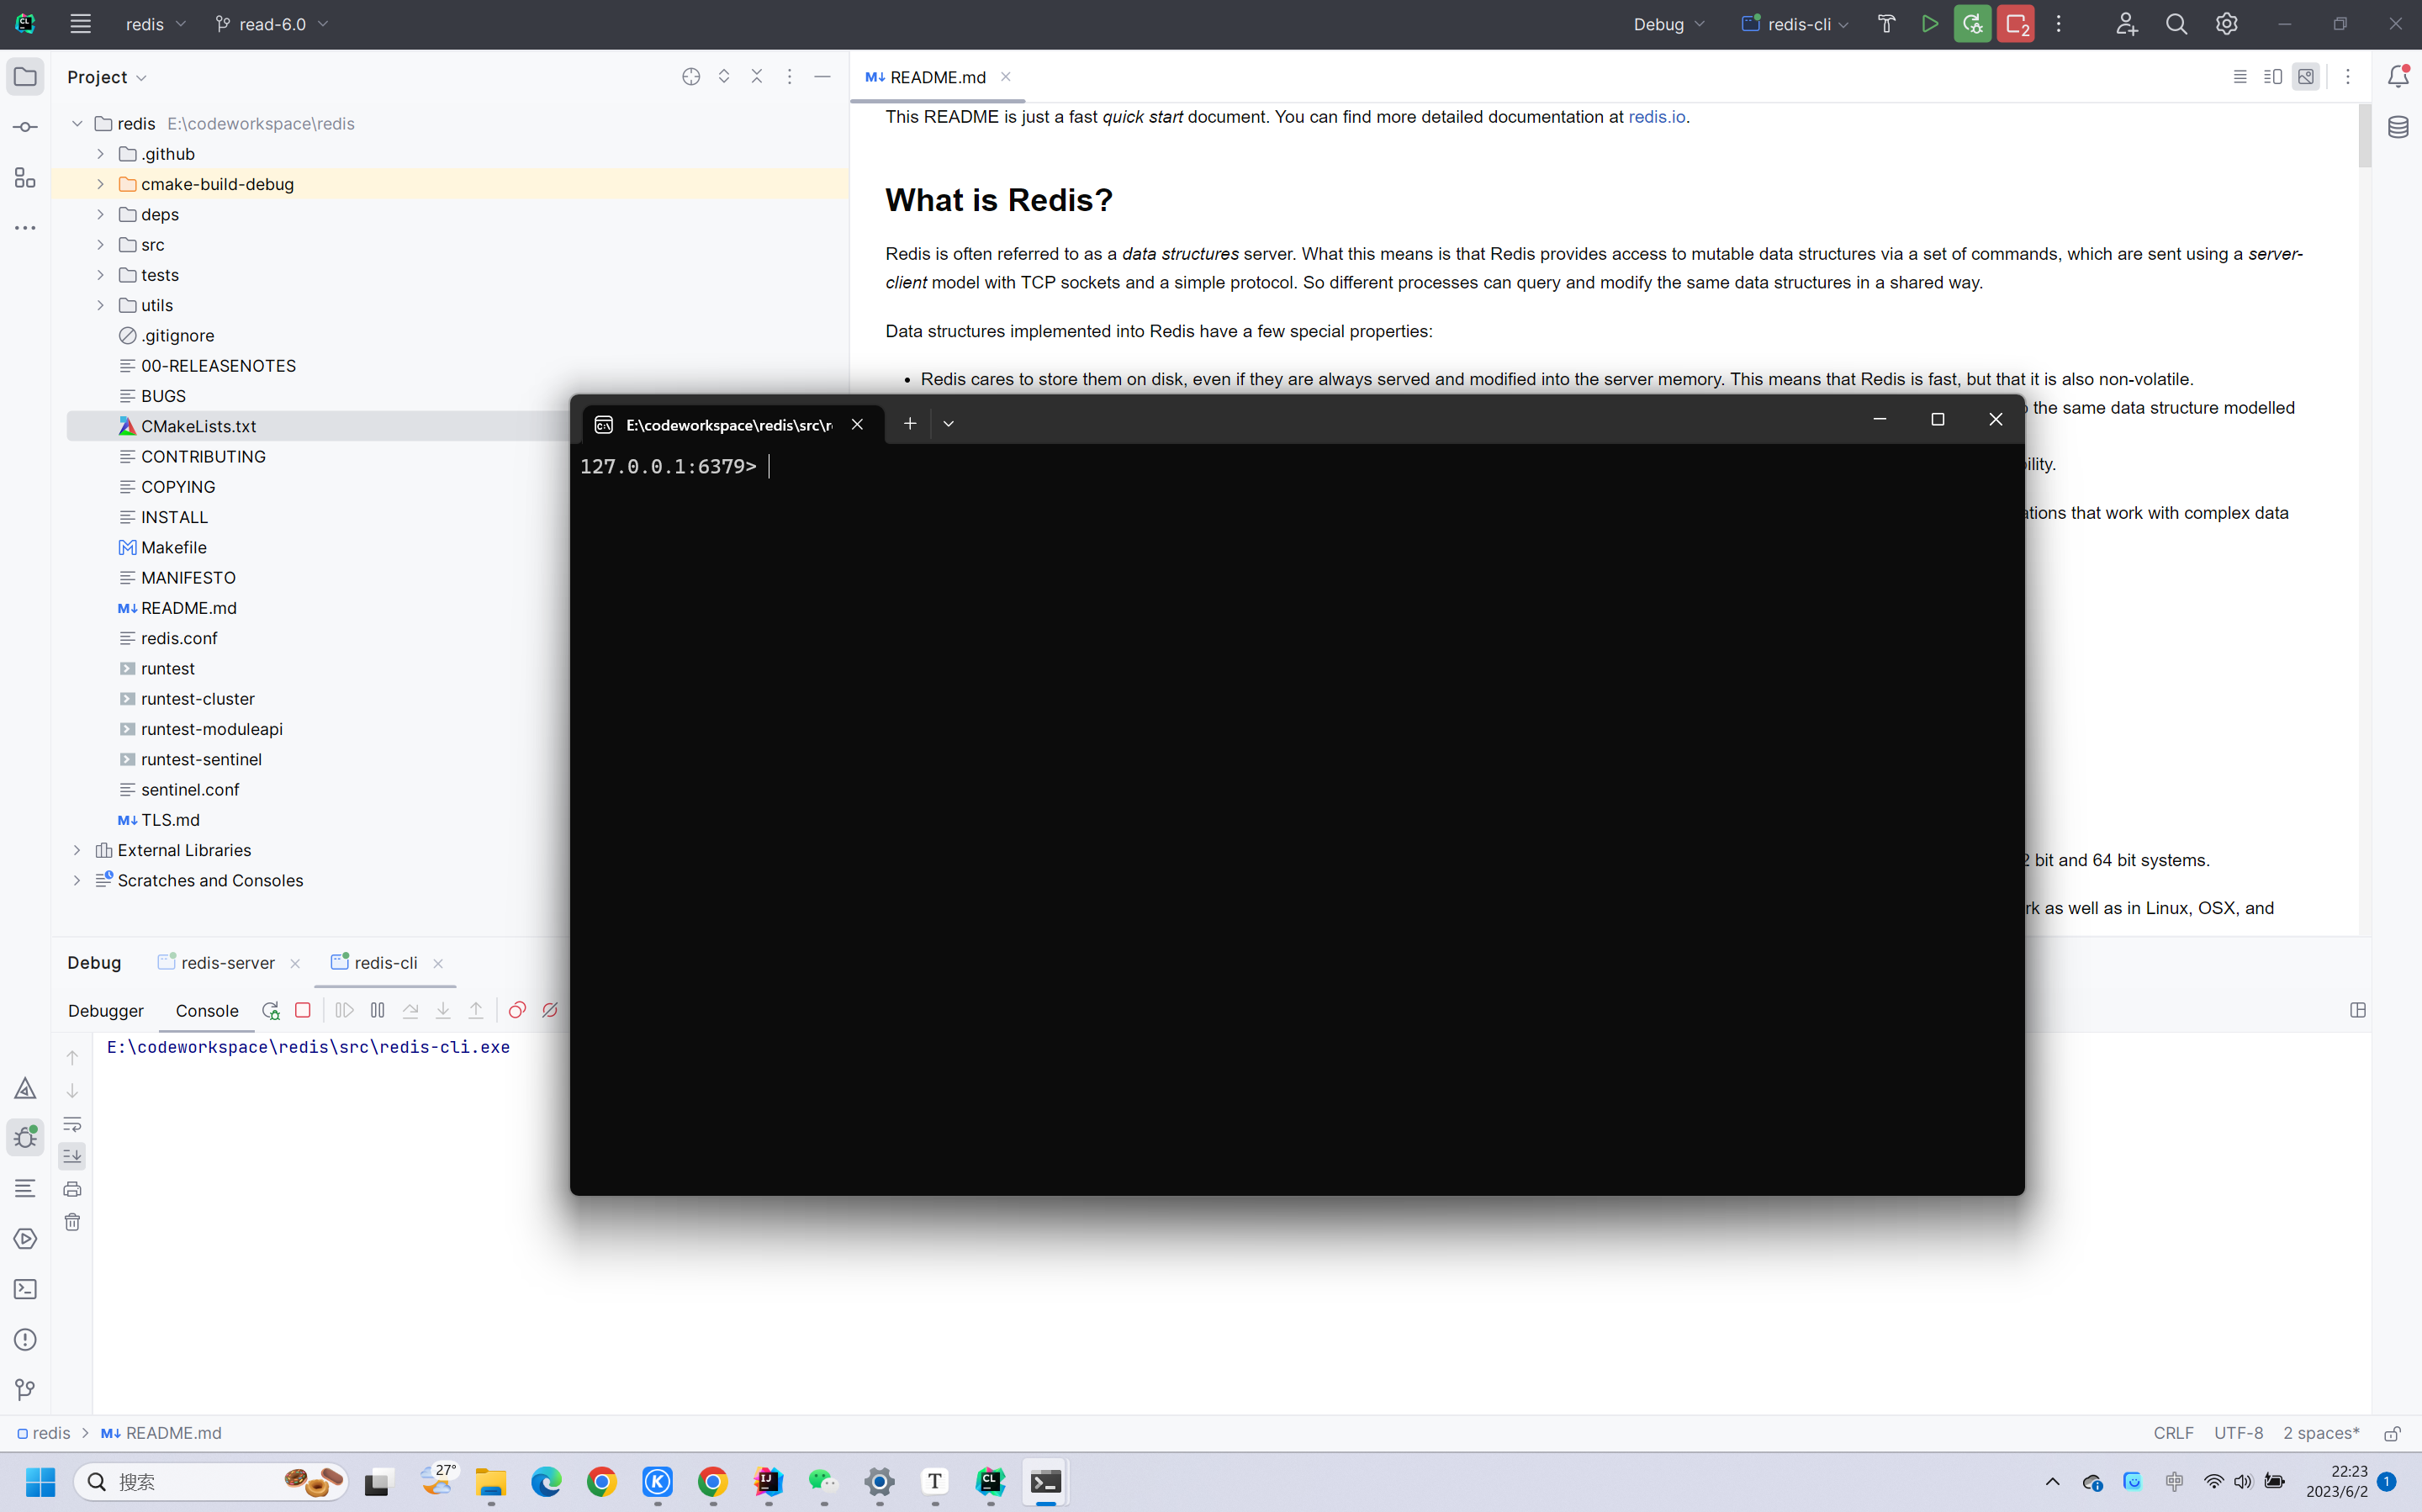 redis
read-6.0
Debug
redis-cli
2
Project
README.md
redis E:\codeworkspace\redis
.github
cmake-build-debug
deps
src
tests
utils
.gitignore
00-RELEASENOTES
BUGS
CMakeLists.txt
CONTRIBUTING
COPYING
INSTALL
Makefile
MANIFESTO
README.md
redis.conf
runtest
runtest-cluster
runtest-moduleapi
runtest-sentinel
sentinel.conf
TLS.md
External Libraries
Scratches and Consoles
This README is just a fast quick start document. You can find more detailed documentation at redis.io.
What is Redis?
Redis is often referred to as a data structures server. What this means is that Redis provides access to mutable data structures via a set of commands, which are sent using a server-
client model with TCP sockets and a simple protocol. So different processes can query and modify the same data structures in a shared way.
Data structures implemented into Redis have a few special properties:
• Redis cares to store them on disk, even if they are always served and modified into the server memory. This means that Redis is fast, but that it is also non-volatile.
the same data structure modelled
that work with complex data
bit and 64 bit systems.
as well as in Linux, OSX, and
E:\codeworkspace\redis\src\r
127.0.0.1:6379>
Debug
redis-server
redis-cli
Debugger
Console
E:\codeworkspace\redis\src\redis-cli.exe
redis > README.md
CRLF
UTF-8
2 spaces*
搜索
27°
中
22:23
2023/6/2
1